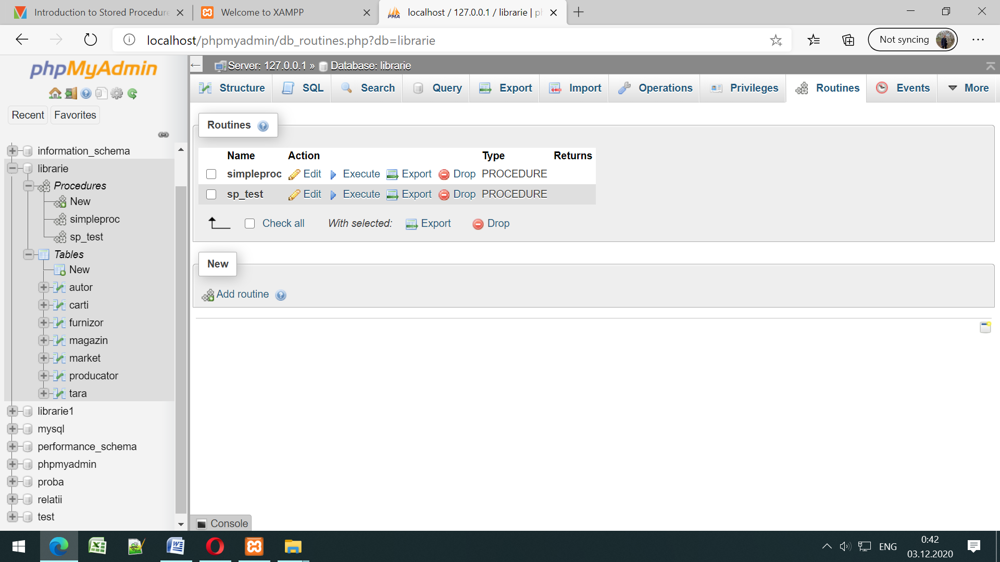 Introduction to Stored Procedure
Welcome to XAMPP
localhost / 127.0.0.1 / librarie | ph
localhost/phpmyadmin/db_routines.php?db=librarie
Not syncing
phpMyAdmin
Recent
Favorites
information_schema
librarie
Procedures
New
simpleproc
sp_test
Tables
New
autor
carti
furnizor
magazin
market
producator
tara
librarie1
mysql
performance_schema
phpmyadmin
proba
relatii
test
Server: 127.0.0.1 » Database: librarie
Structure SQL Search Query Export Import Operations Privileges Routines Events More
Routines
Name Action Type Returns
simpleproc Edit Execute Export Drop PROCEDURE
sp_test Edit Execute Export Drop PROCEDURE
Check all With selected: Export Drop
New
Add routine
Console
ENG
0:42
03.12.2020